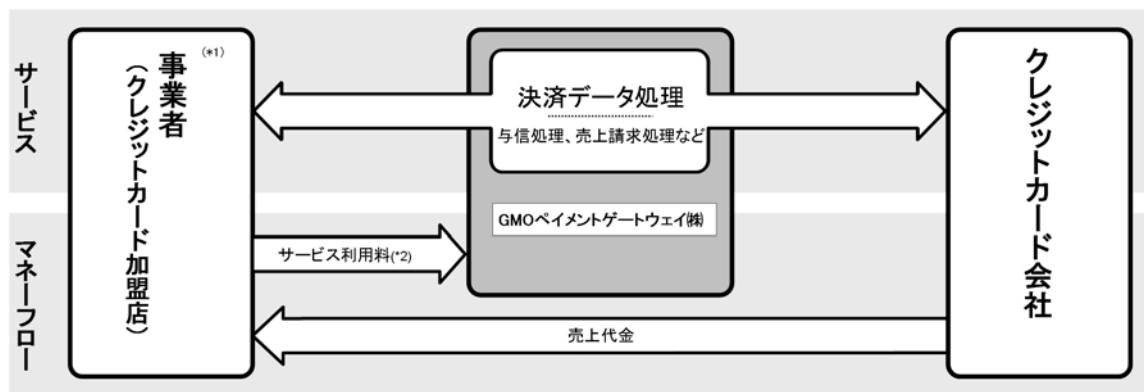 サービス
事業者(*1)
（クレジットカード加盟店）
決済データ処理
与信処理、売上請求処理など
クレジットカード会社
マネーフロー
GMOペイメントゲートウェイ㈱
サービス利用料(*2)
売上代金